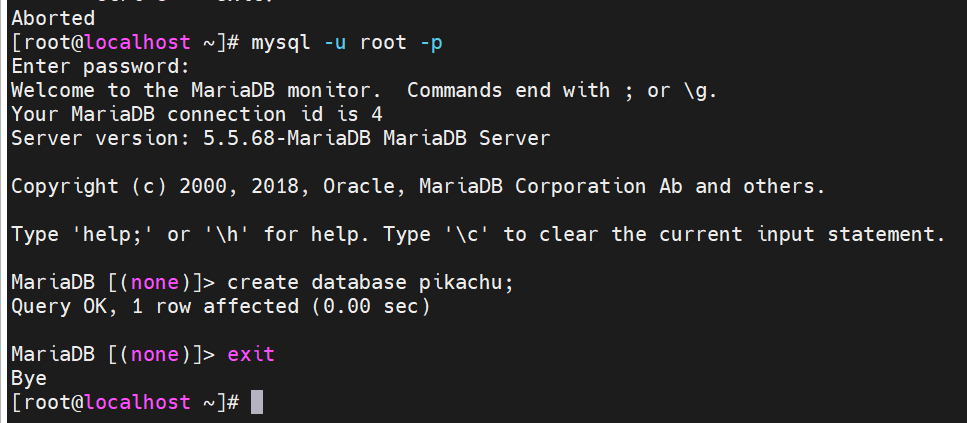 Aborted
[root@localhost ~]# mysql -u root -p
Enter password:
Welcome to the MariaDB monitor.  Commands end with ; or \g.
Your MariaDB connection id is 4
Server version: 5.5.68-MariaDB MariaDB Server

Copyright (c) 2000, 2018, Oracle, MariaDB Corporation Ab and others.

Type 'help;' or '\h' for help. Type '\c' to clear the current input statement.

MariaDB [(none)]> create database pikachu;
Query OK, 1 row affected (0.00 sec)

MariaDB [(none)]> exit
Bye
[root@localhost ~]#